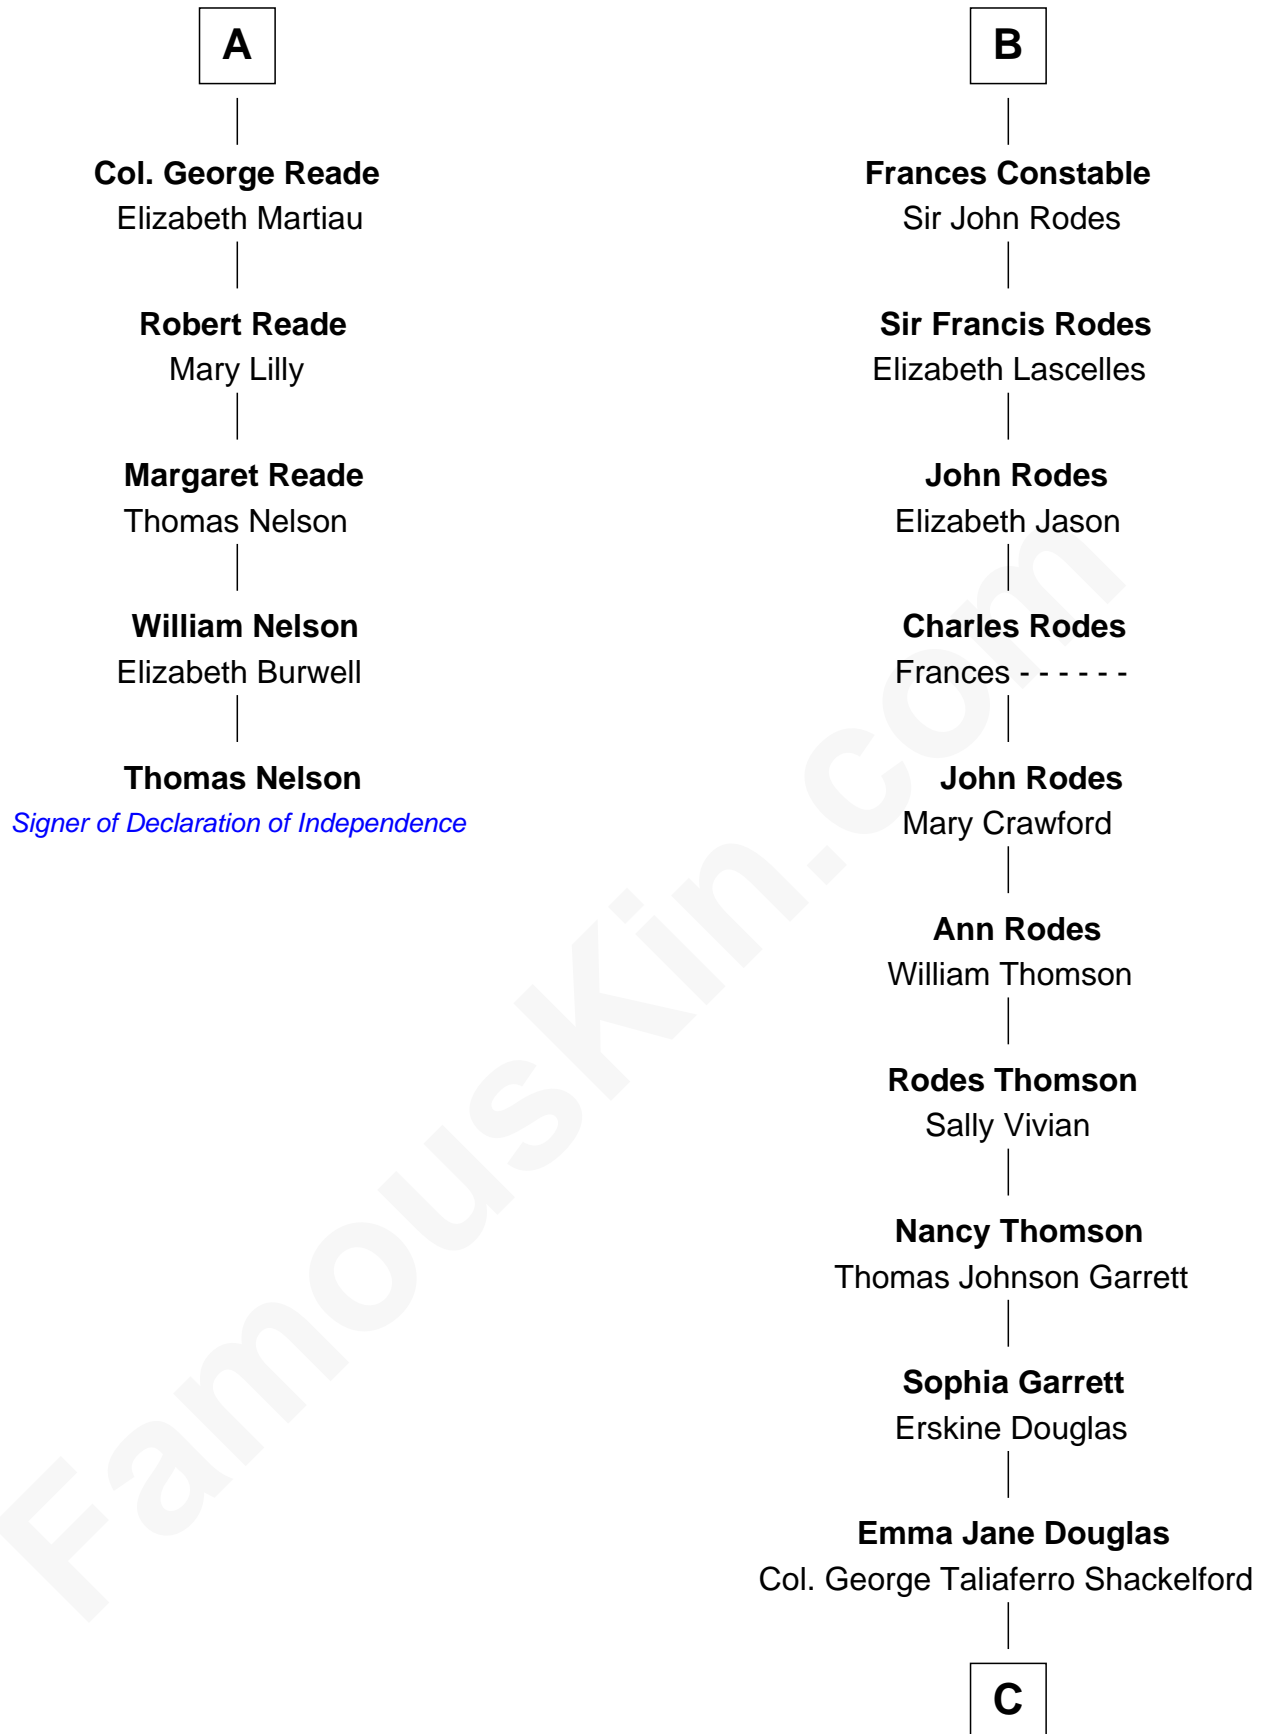 A
Col. George Reade
Elizabeth Martiau
Robert Reade
Mary Lilly
Margaret Reade
Thomas Nelson
William Nelson
Elizabeth Burwell
Thomas Nelson
Signer of Declaration of Independence
B
Frances Constable
Sir John Rodes
Sir Francis Rodes
Elizabeth Lascelles
John Rodes
Elizabeth Jason
Charles Rodes
Frances - - - - - -
John Rodes
Mary Crawford
Ann Rodes
William Thomson
Rodes Thomson
Sally Vivian
Nancy Thomson
Thomas Johnson Garrett
Sophia Garrett
Erskine Douglas
Emma Jane Douglas
Col. George Taliaferro Shackelford
C
FamousKin.com